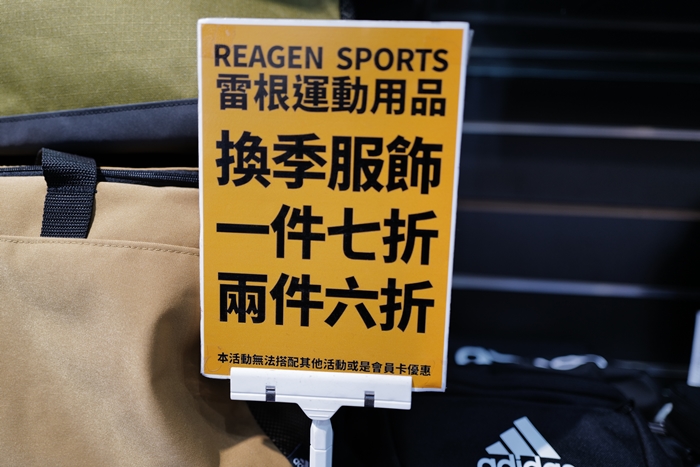 REAGEN SPORTS
雷根運動用品
換季服飾
一件七折
兩件六折
本活動無法搭配其他活動或是會員卡優惠
adidas